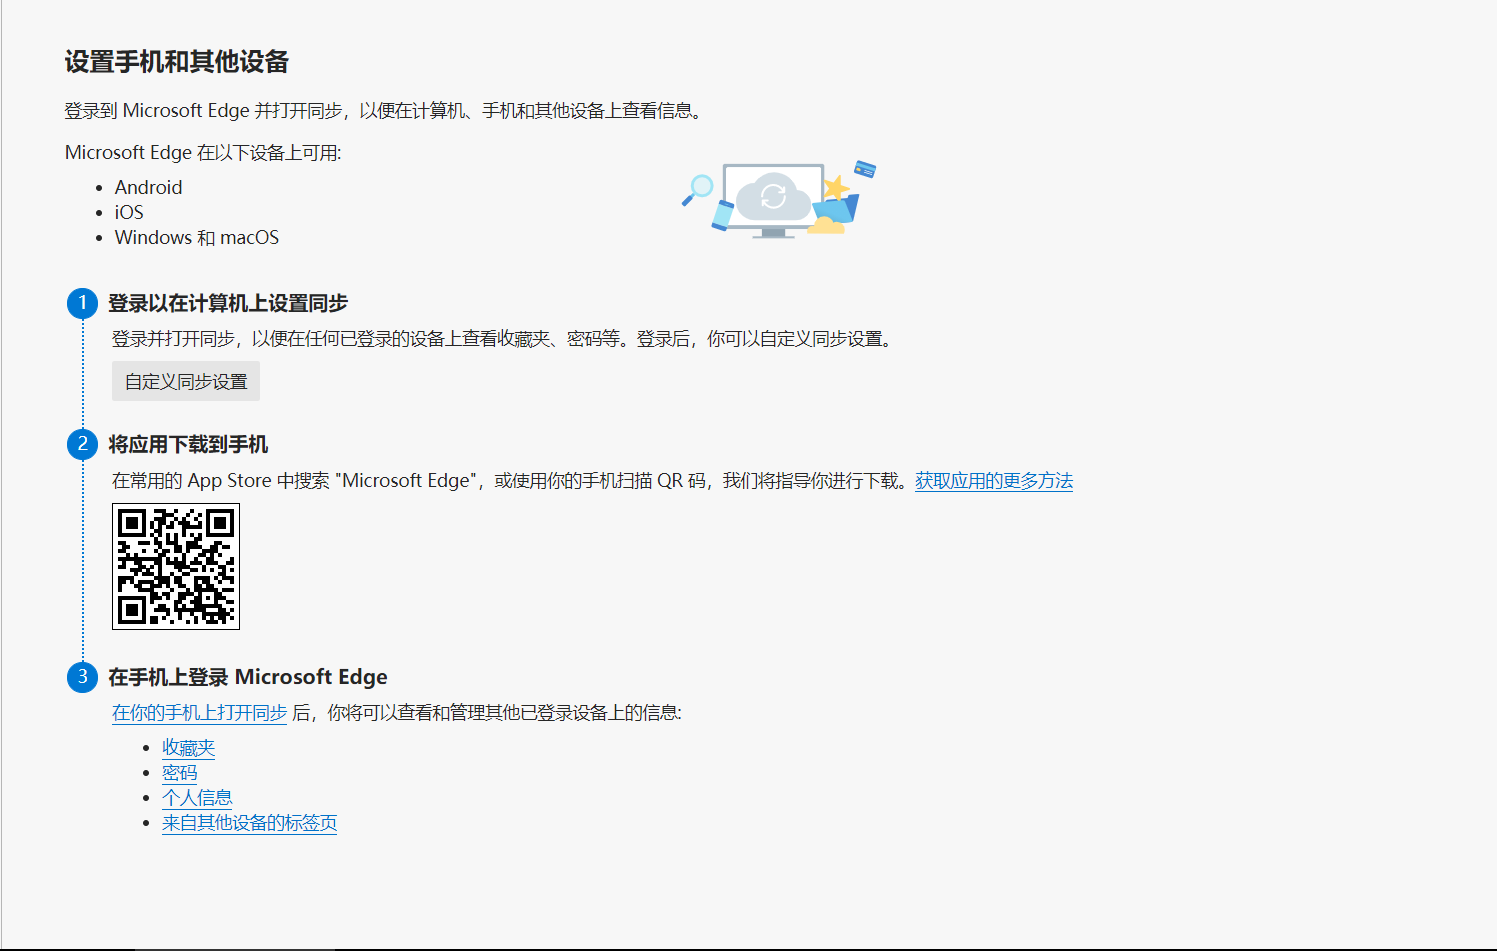 设置手机和其他设备
登录到 Microsoft Edge 并打开同步，以便在计算机、手机和其他设备上查看信息。
Microsoft Edge 在以下设备上可用:
• Android
• iOS
• Windows 和 macOS
1 登录以在计算机上设置同步
登录并打开同步，以便在任何已登录的设备上查看收藏夹、密码等。登录后，你可以自定义同步设置。
自定义同步设置
2 将应用下载到手机
在常用的 App Store 中搜索 "Microsoft Edge"，或使用你的手机扫描 QR 码，我们将指导你进行下载。获取应用的更多方法
3 在手机上登录 Microsoft Edge
在你的手机上打开同步 后，你将可以查看和管理其他已登录设备上的信息:
• 收藏夹
• 密码
• 个人信息
• 来自其他设备的标签页